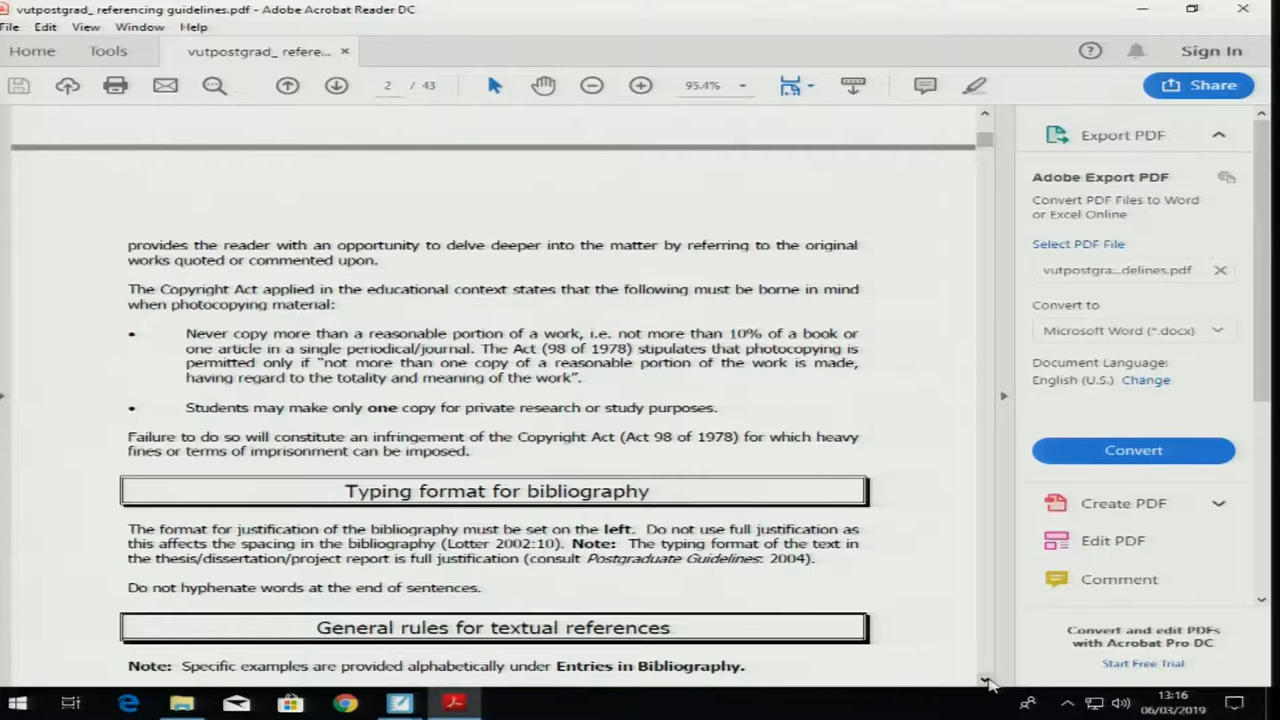 vutpostgrad_ referencing guidelines.pdf - Adobe Acrobat Reader DC
File Edit View Window Help
Home Tools vutpostgrad_ refere... × Sign In
2 / 43 95.4% Share
provides the reader with an opportunity to delve deeper into the matter by referring to the original
works quoted or commented upon.
The Copyright Act applied in the educational context states that the following must be borne in mind
when photocopying material:
• Never copy more than a reasonable portion of a work, i.e. not more than 10% of a book or
one article in a single periodical/journal. The Act (98 of 1978) stipulates that photocopying is
permitted only if "not more than one copy of a reasonable portion of the work is made,
having regard to the totality and meaning of the work".
• Students may make only one copy for private research or study purposes.
Failure to do so will constitute an infringement of the Copyright Act (Act 98 of 1978) for which heavy
fines or terms of imprisonment can be imposed.
Typing format for bibliography
The format for justification of the bibliography must be set on the left. Do not use full justification as
this affects the spacing in the bibliography (Lotter 2002:10). Note: The typing format of the text in
the thesis/dissertation/project report is full justification (consult Postgraduate Guidelines: 2004).
Do not hyphenate words at the end of sentences.
General rules for textual references
Note: Specific examples are provided alphabetically under Entries in Bibliography.
Export PDF
Adobe Export PDF
Convert PDF Files to Word
or Excel Online
Select PDF File
vutpostgra...delines.pdf
Convert to
Microsoft Word (*.docx)
Document Language:
English (U.S.) Change
Convert
Create PDF
Edit PDF
Comment
Convert and edit PDFs
with Acrobat Pro DC
Start Free Trial
13:16
06/03/2019